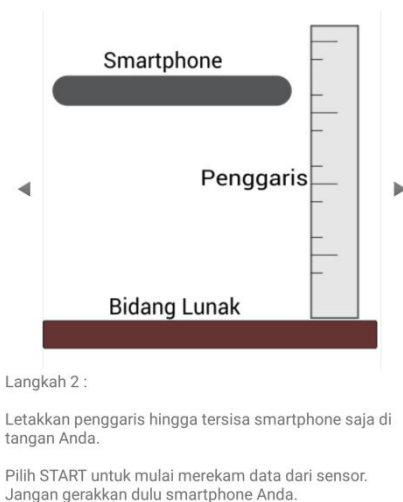 Smartphone
Penggaris
Bidang Lunak
Langkah 2 :
Letakkan penggaris hingga tersisa smartphone saja di
tangan Anda.
Pilih START untuk mulai merekam data dari sensor.
Jangan gerakkan dulu smartphone Anda.